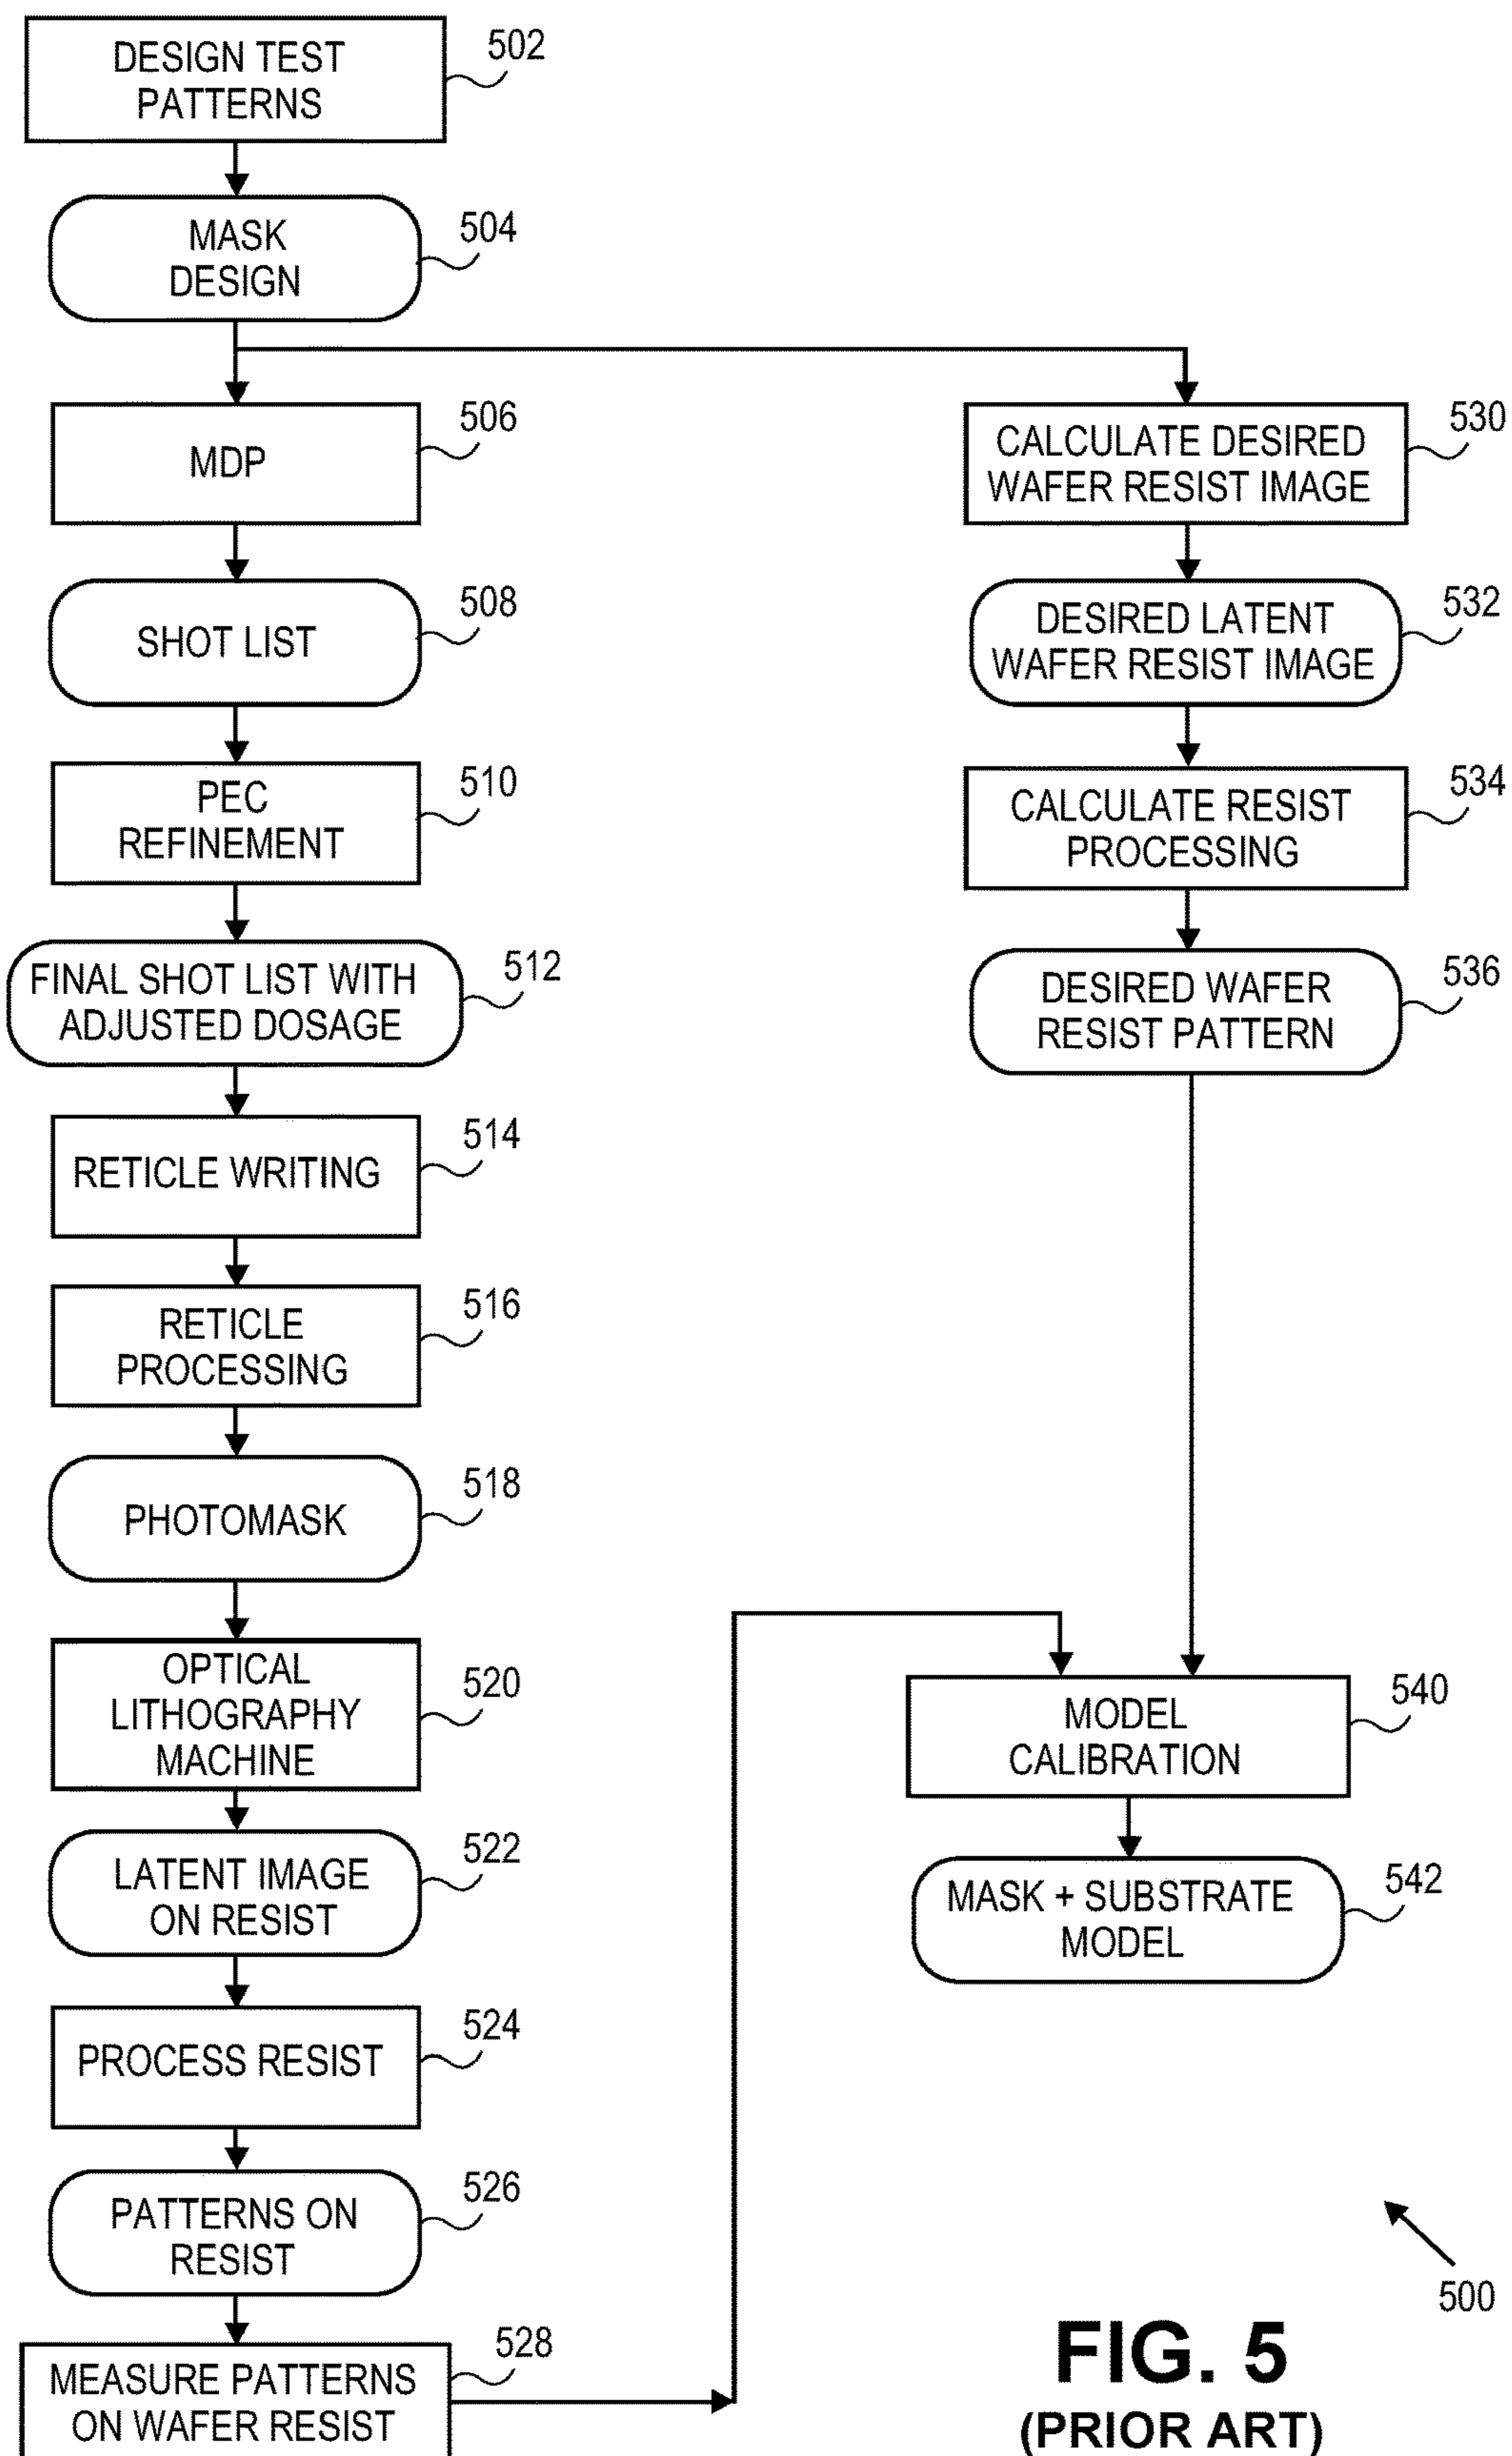 DESIGN TEST
PATTERNS
502
MASK
DESIGN
504
MDP
506
SHOT LIST
508
PEC
REFINEMENT
510
FINAL SHOT LIST WITH
ADJUSTED DOSAGE
512
RETICLE WRITING
514
RETICLE
PROCESSING
516
PHOTOMASK
518
OPTICAL
LITHOGRAPHY
MACHINE
520
LATENT IMAGE
ON RESIST
522
PROCESS RESIST
524
PATTERNS ON
RESIST
526
MEASURE PATTERNS
ON WAFER RESIST
528
CALCULATE DESIRED
WAFER RESIST IMAGE
530
DESIRED LATENT
WAFER RESIST IMAGE
532
CALCULATE RESIST
PROCESSING
534
DESIRED WAFER
RESIST PATTERN
536
MODEL
CALIBRATION
540
MASK + SUBSTRATE
MODEL
542
500
FIG. 5
(PRIOR ART)